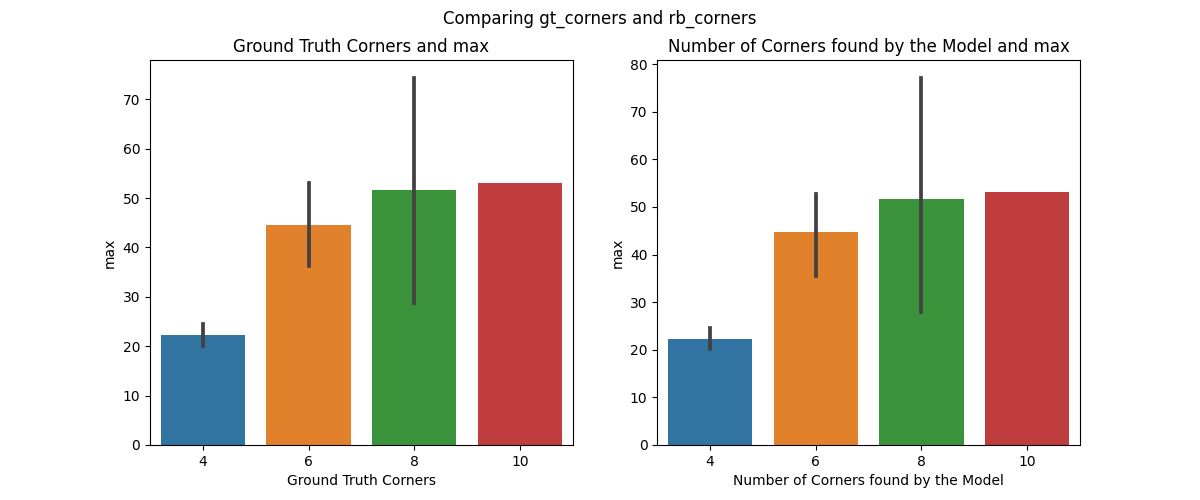 Comparing gt_corners and rb_corners
Ground Truth Corners and max
max
70
60
50
40
30
20
10
0
4 6 8 10
Ground Truth Corners
Number of Corners found by the Model and max
max
80
70
60
50
40
30
20
10
0
4 6 8 10
Number of Corners found by the Model